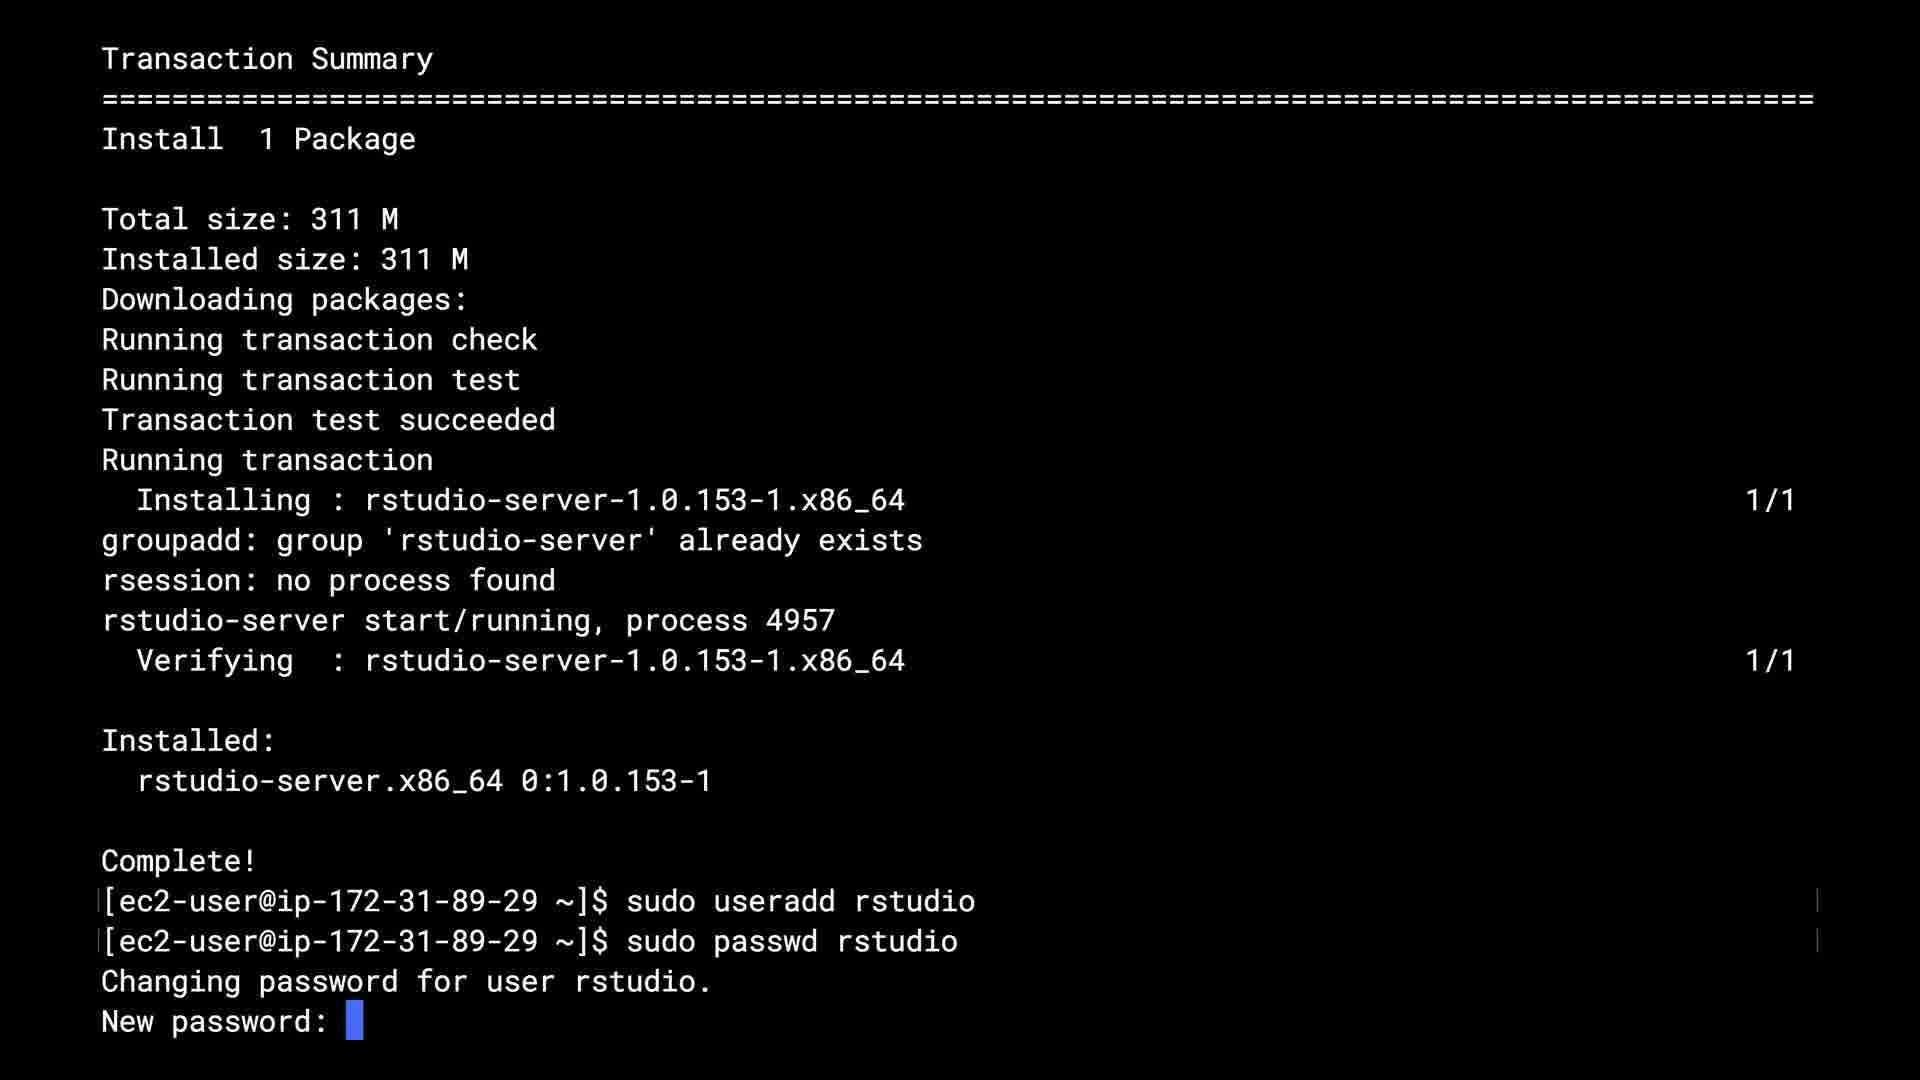 Transaction Summary
==================================================================================================
Install  1 Package
Total size: 311 M
Installed size: 311 M
Downloading packages:
Running transaction check
Running transaction test
Transaction test succeeded
Running transaction
  Installing : rstudio-server-1.0.153-1.x86_64 1/1
groupadd: group 'rstudio-server' already exists
rsession: no process found
rstudio-server start/running, process 4957
  Verifying  : rstudio-server-1.0.153-1.x86_64 1/1
Installed:
  rstudio-server.x86_64 0:1.0.153-1
Complete!
[ec2-user@ip-172-31-89-29 ~]$ sudo useradd rstudio
[ec2-user@ip-172-31-89-29 ~]$ sudo passwd rstudio
Changing password for user rstudio.
New password: